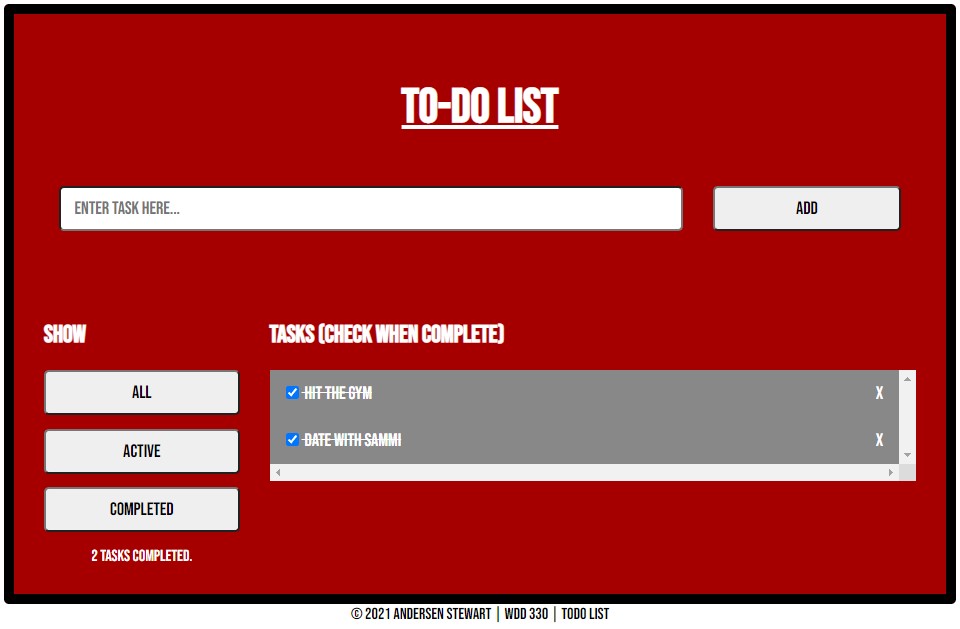 TO-DO LIST
ENTER TASK HERE...
ADD
SHOW
TASKS (CHECK WHEN COMPLETE)
ALL
HIT THE GYM X
ACTIVE
DATE WITH SAMMI X
COMPLETED
2 TASKS COMPLETED.
© 2021 ANDERSEN STEWART | WDD 330 | TODO LIST